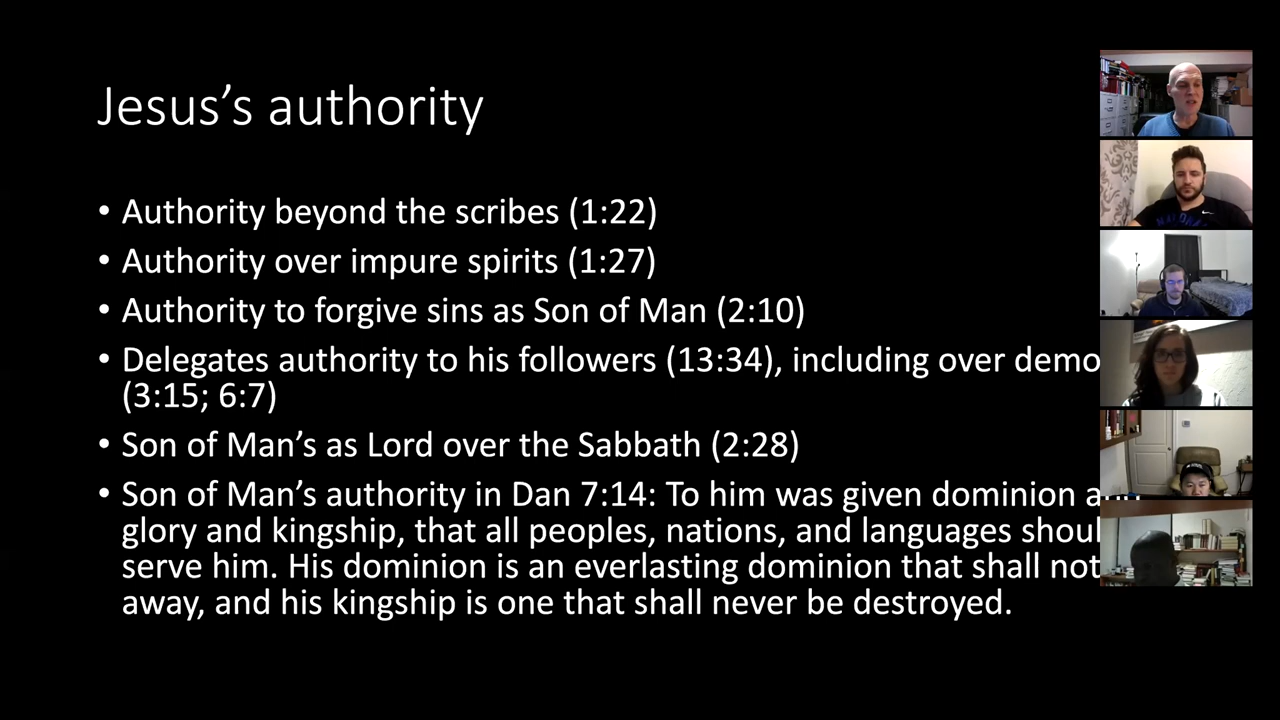 Jesus's authority
• Authority beyond the scribes (1:22)
• Authority over impure spirits (1:27)
• Authority to forgive sins as Son of Man (2:10)
• Delegates authority to his followers (13:34), including over demo
(3:15; 6:7)
• Son of Man's as Lord over the Sabbath (2:28)
• Son of Man's authority in Dan 7:14: To him was given dominion
glory and kingship, that all peoples, nations, and languages shoul
serve him. His dominion is an everlasting dominion that shall not
away, and his kingship is one that shall never be destroyed.